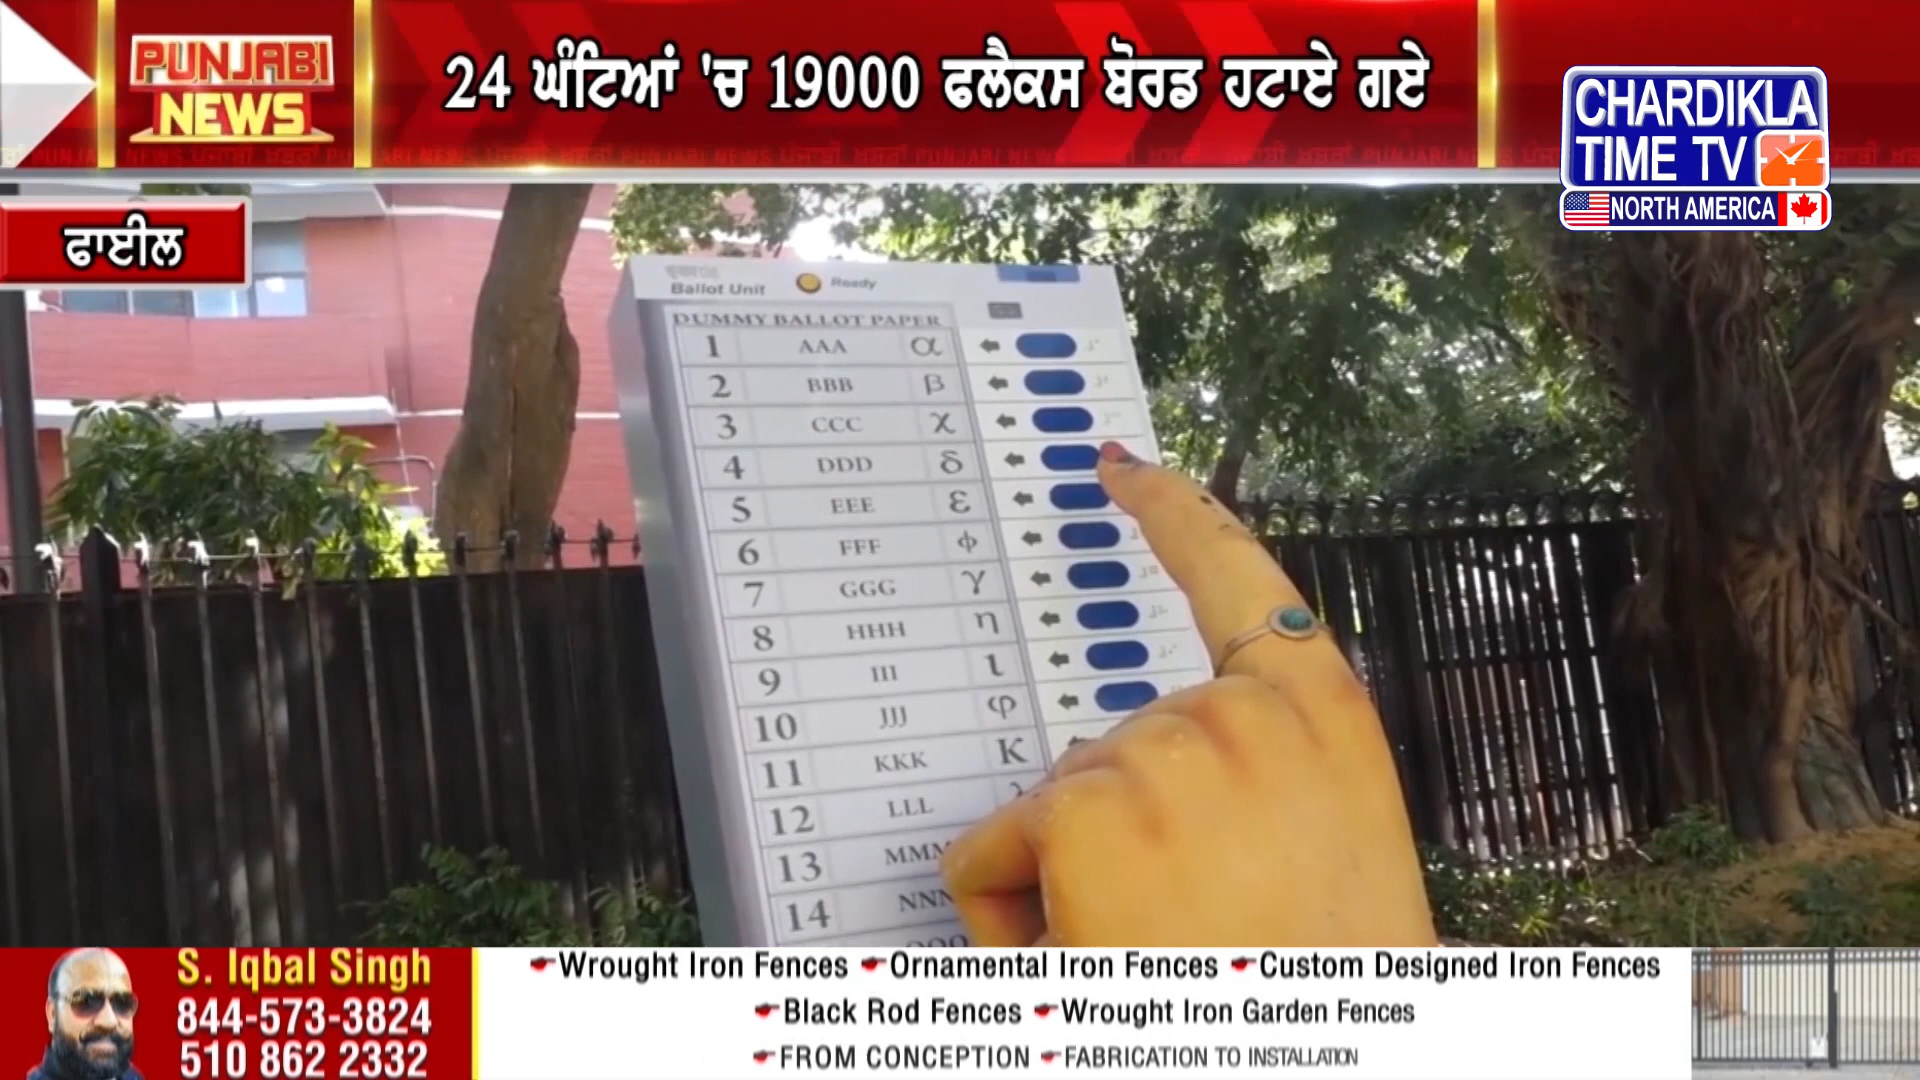 PUNJABI
NEWS
24 ਘੰਟਿਆਂ 'ਚ 19000 ਫਲੈਕਸ ਬੋਰਡ ਹਟਾਏ ਗਏ
CHARDIKLA
TIME TV
NORTH AMERICA
ਫਾਈਲ
Ballot Unit
Ready
DUMMY BALLOT PAPER
1 AAA α
2 BBB β
3 CCC χ
4 DDD δ
5 EEE ε
6 FFF ϕ
7 GGG γ
8 HHH η
9 III ι
10 JJJ φ
11 KKK K
12 LLL
13 MMM
14 NNN
S. Iqbal Singh
844-573-3824
510 862 2332
Wrought Iron Fences Ornamental Iron Fences Custom Designed Iron Fences
Black Rod Fences Wrought Iron Garden Fences
FROM CONCEPTION FABRICATION TO INSTALLATION